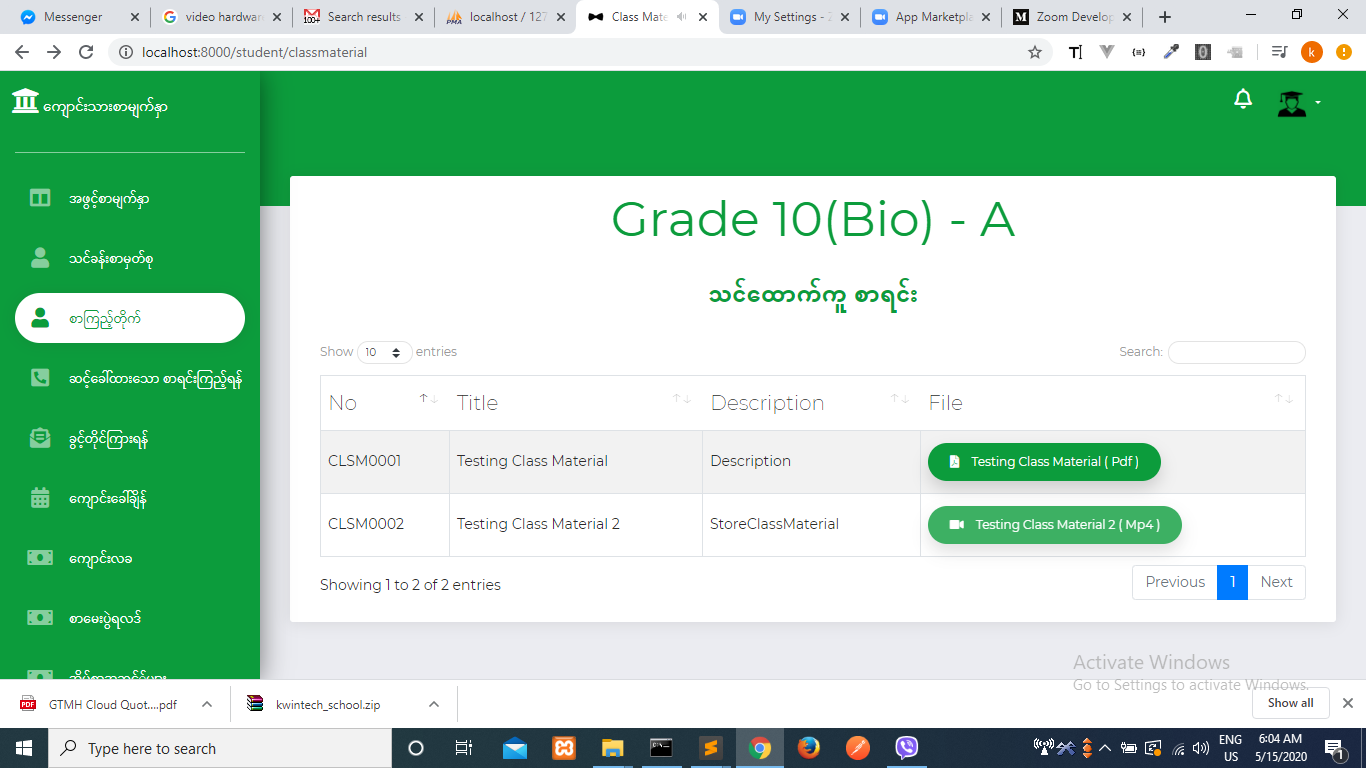 Messenger
video hardwar
Search results
localhost / 127
Class Mate
My Settings - Z
App Marketpla
Zoom Develop
localhost:8000/student/classmaterial
ကျောင်းသားစာမျက်နှာ
အဖွင့်စာမျက်နှာ
သင်ခန်းစာမှတ်စု
စာကြည့်တိုက်
ဆင့်ခေါ်ထားသော စာရင်းကြည့်ရန်
ခွင့်တိုင်ကြားရန်
ကျောင်းခေါ်ချိန်
ကျောင်းလခ
စာမေးပွဲရလဒ်
Grade 10(Bio) - A
သင်ထောက်ကူ စာရင်း
Show 10 entries
Search:
No Title Description File
CLSM0001 Testing Class Material Description Testing Class Material ( Pdf )
CLSM0002 Testing Class Material 2 StoreClassMaterial Testing Class Material 2 ( Mp4 )
Showing 1 to 2 of 2 entries
Previous 1 Next
Activate Windows
Go to Settings to activate Windows.
GTMH Cloud Quot....pdf
kwintech_school.zip
Show all
Type here to search
ENG
US
6:04 AM
5/15/2020
1